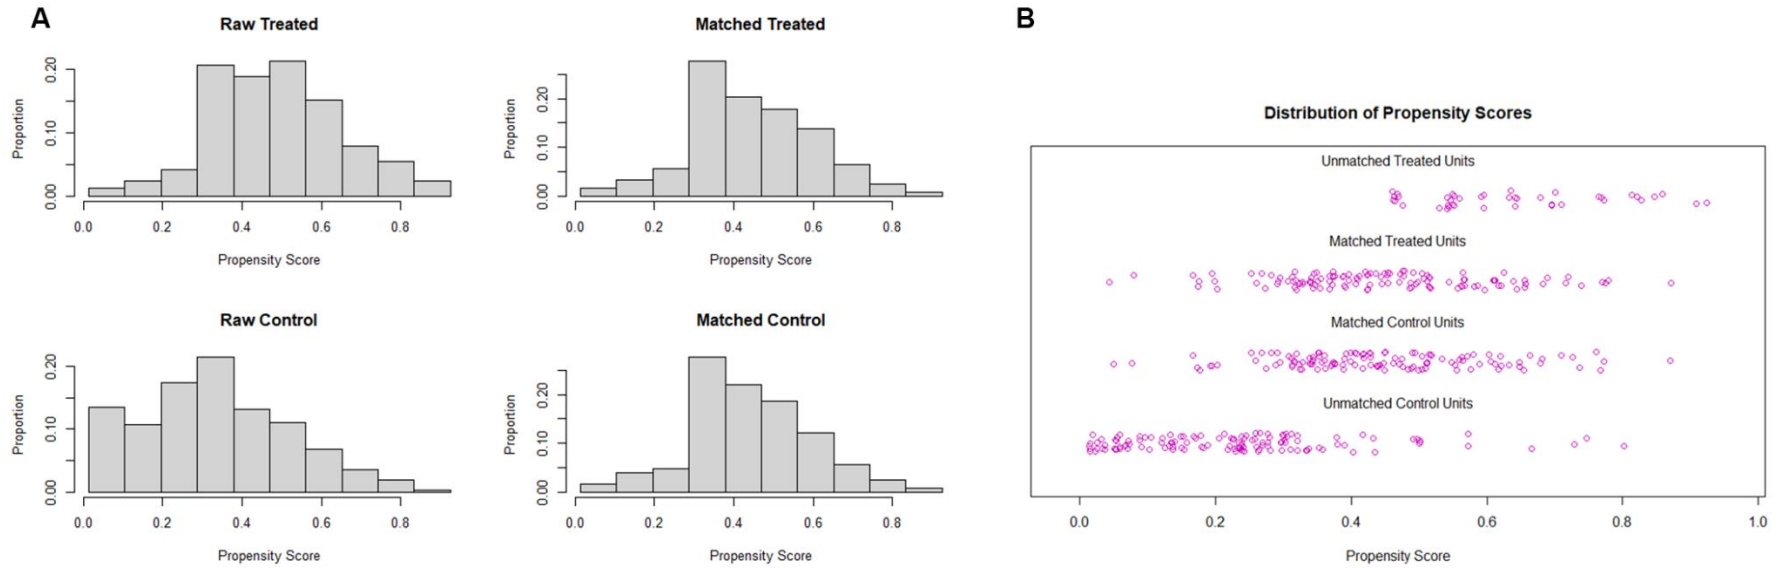 A
Raw Treated
Proportion
0.20
0.10
0.00
0.0 0.2 0.4 0.6 0.8
Propensity Score
Matched Treated
Proportion
0.20
0.10
0.00
0.0 0.2 0.4 0.6 0.8
Propensity Score
Raw Control
Proportion
0.20
0.10
0.00
0.0 0.2 0.4 0.6 0.8
Propensity Score
Matched Control
Proportion
0.20
0.10
0.00
0.0 0.2 0.4 0.6 0.8
Propensity Score
B
Distribution of Propensity Scores
Unmatched Treated Units
Matched Treated Units
Matched Control Units
Unmatched Control Units
0.0 0.2 0.4 0.6 0.8 1.0
Propensity Score